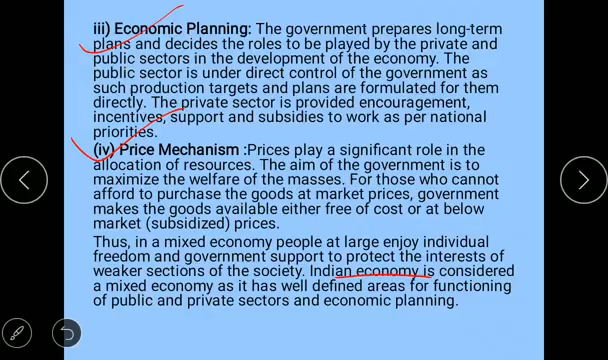 iii) Economic Planning: The government prepares long-term
plans and decides the roles to be played by the private and
public sectors in the development of the economy. The
public sector is under direct control of the government as
such production targets and plans are formulated for them
directly. The private sector is provided encouragement,
incentives, support and subsidies to work as per national
priorities.
(iv) Price Mechanism :Prices play a significant role in the
allocation of resources. The aim of the government is to
maximize the welfare of the masses. For those who cannot
afford to purchase the goods at market prices, government
makes the goods available either free of cost or at below
market (subsidized) prices.
Thus, in a mixed economy people at large enjoy individual
freedom and government support to protect the interests of
weaker sections of the society. Indian economy is considered
a mixed economy as it has well defined areas for functioning
of public and private sectors and economic planning.